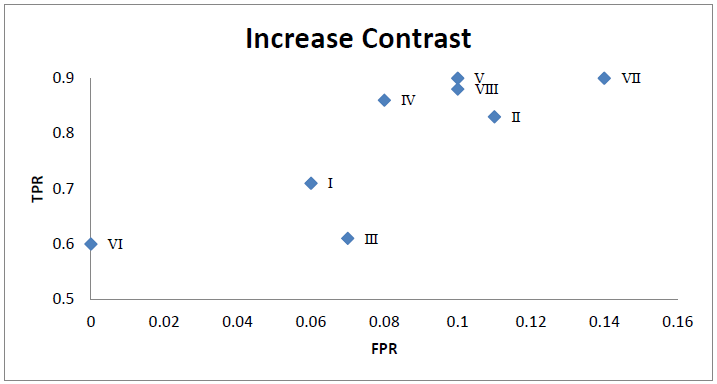 Increase Contrast
TPR
0.9
0.8
0.7
0.6
0.5
V
VII
VIII
IV
II
I
III
VI
0 0.02 0.04 0.06 0.08 0.1 0.12 0.14 0.16
FPR